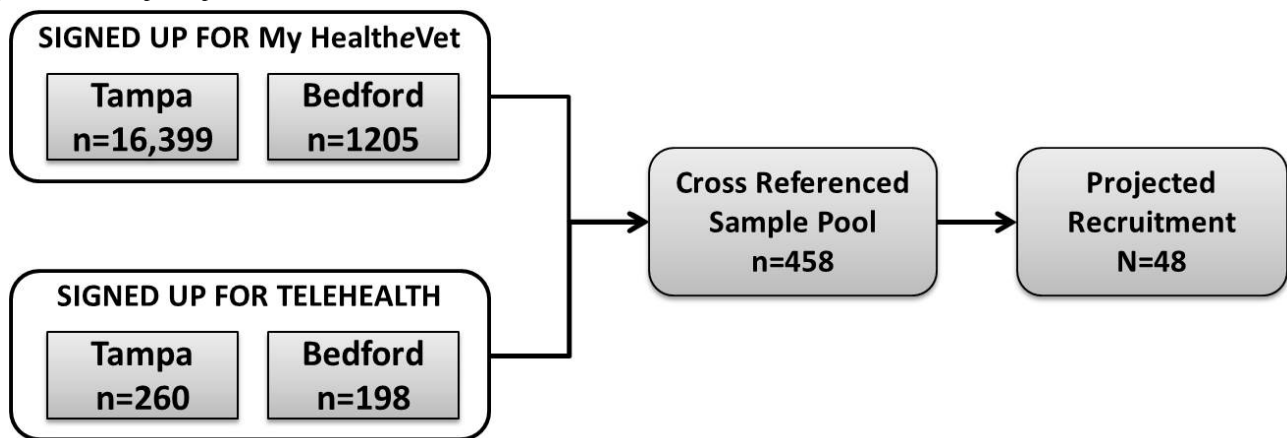 SIGNED UP FOR My HealtheVet
Tampa
n=16,399
Bedford
n=1205
SIGNED UP FOR TELEHEALTH
Tampa
n=260
Bedford
n=198
Cross Referenced
Sample Pool
n=458
Projected
Recruitment
N=48